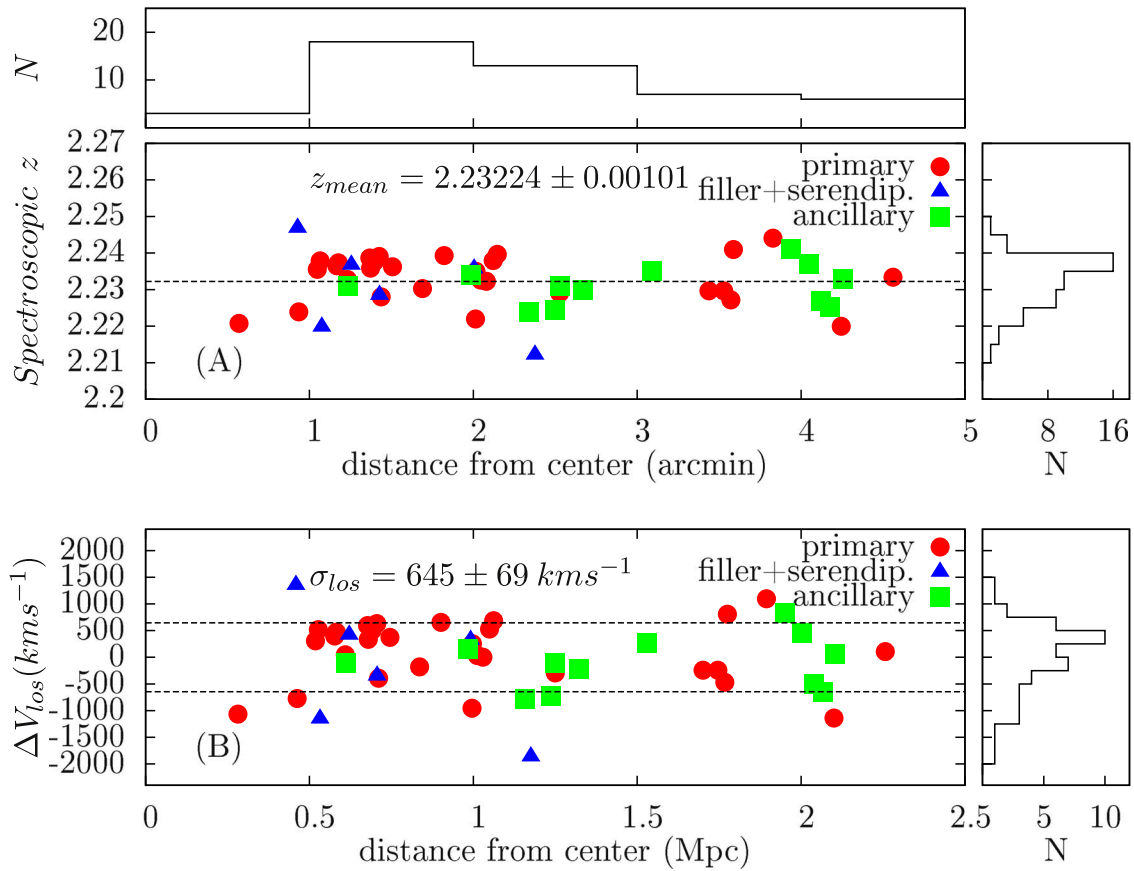 20
10
N
2.27
2.26
2.25
2.24
2.23
2.22
2.21
2.2
Spectroscopic z
z_mean = 2.23224 ± 0.00101
primary
filler+serendip.
ancillary
(A)
0 1 2 3 4 5
distance from center (arcmin)
8 16
N
2000
1500
1000
500
0
-500
-1000
-1500
-2000
ΔV_los(kms⁻¹)
σ_los = 645 ± 69 kms⁻¹
primary
filler+serendip.
ancillary
(B)
0 0.5 1 1.5 2 2.5
distance from center (Mpc)
5 10
N